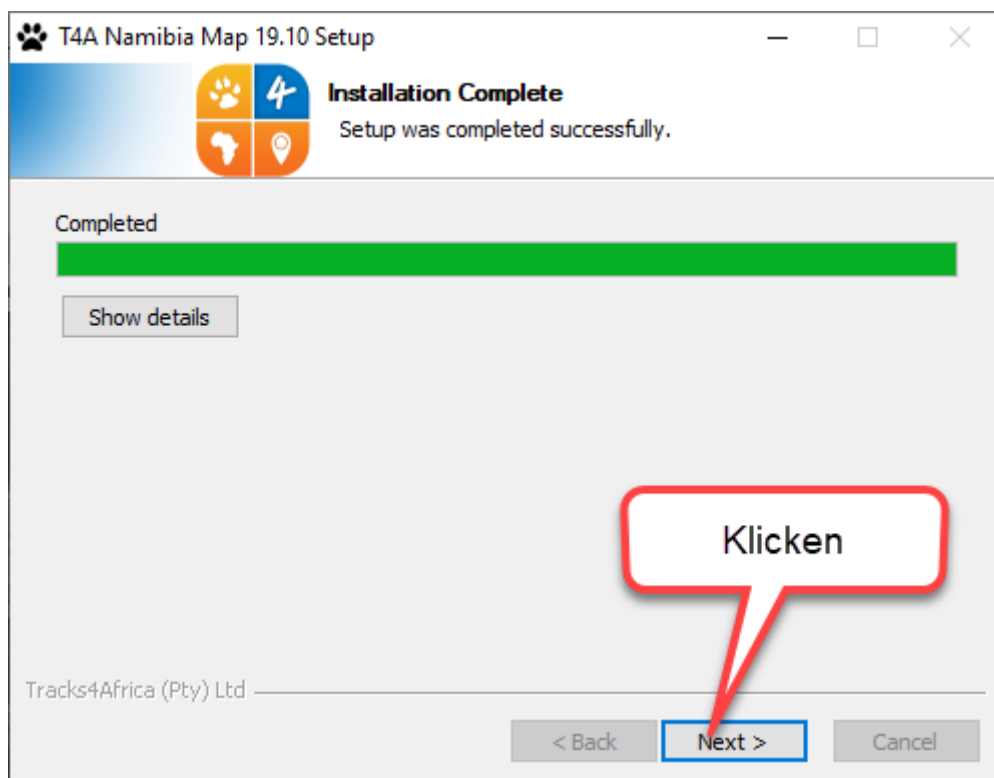 T4A Namibia Map 19.10 Setup
4
Installation Complete
Setup was completed successfully.
Completed
Show details
Klicken
Tracks4Africa (Pty) Ltd
< Back Next > Cancel